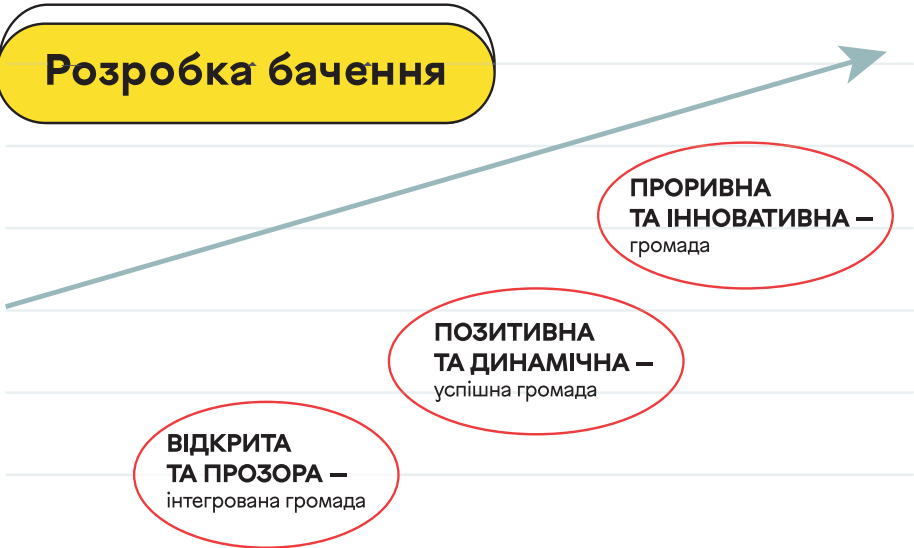 Розробка бачення
ПРОРИВНА
ТА ІННОВАТИВНА –
громада
ПОЗИТИВНА
ТА ДИНАМІЧНА –
успішна громада
ВІДКРИТА
ТА ПРОЗОРА –
інтегрована громада